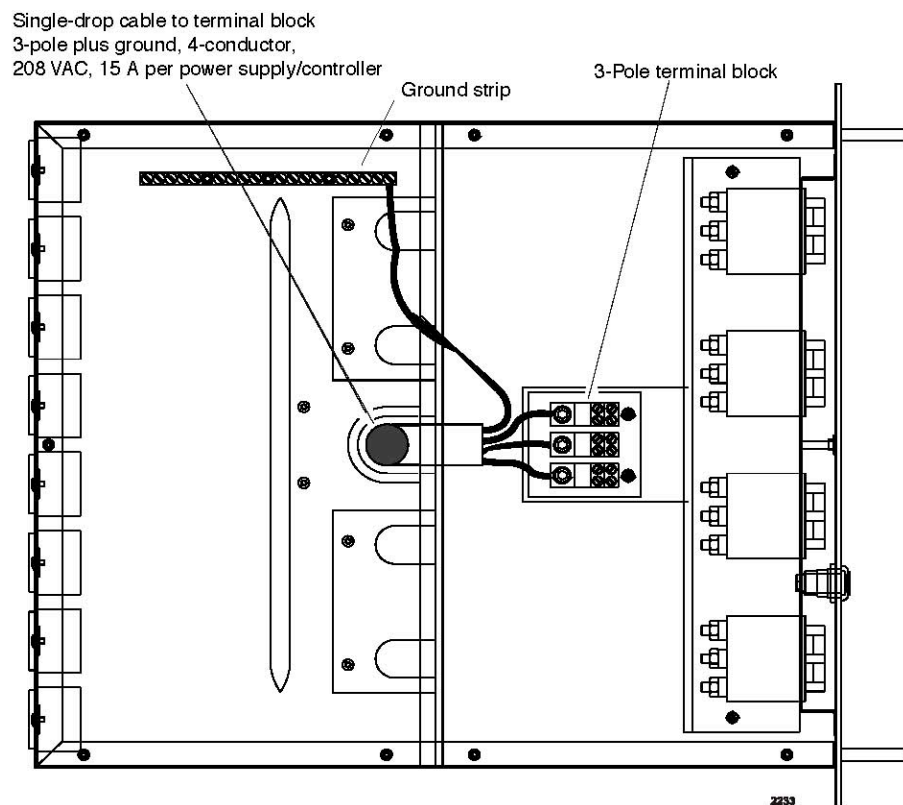 Single-drop cable to terminal block
3-pole plus ground, 4-conductor,
208 VAC, 15 A per power supply/controller
Ground strip
3-Pole terminal block
2233